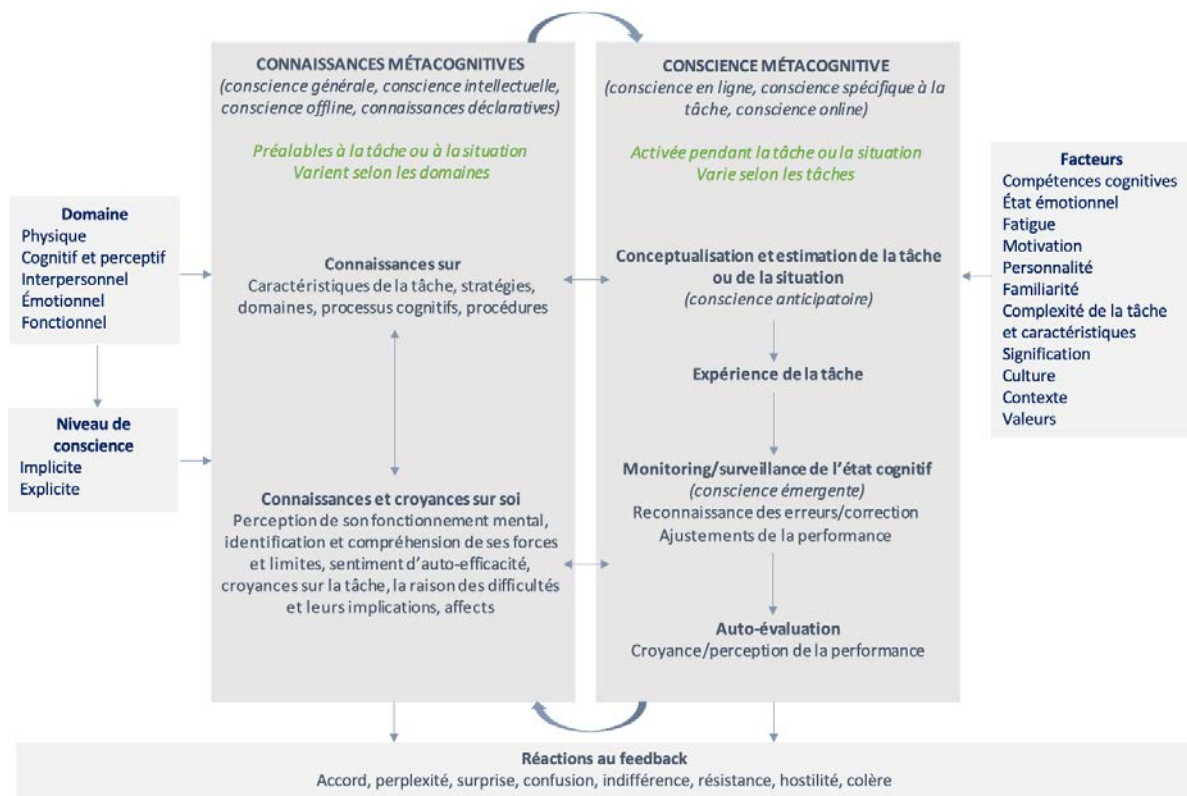 CONNAISSANCES MÉTACOGNITIVES
(conscience générale, conscience intellectuelle,
conscience offline, connaissances déclaratives)
Préalables à la tâche ou à la situation
Varient selon les domaines
CONSCIENCE MÉTACOGNITIVE
(conscience en ligne, conscience spécifique à la
tâche, conscience online)
Activée pendant la tâche ou la situation
Varie selon les tâches
Domaine
Physique
Cognitif et perceptif
Interpersonnel
Émotionnel
Fonctionnel
Niveau de
conscience
Implicite
Explicite
Connaissances sur
Caractéristiques de la tâche, stratégies,
domaines, processus cognitifs, procédures
Connaissances et croyances sur soi
Perception de son fonctionnement mental,
identification et compréhension de ses forces
et limites, sentiment d'auto-efficacité,
croyances sur la tâche, la raison des difficultés
et leurs implications, affects
Conceptualisation et estimation de la tâche
ou de la situation
(conscience anticipatoire)
Expérience de la tâche
Monitoring/surveillance de l'état cognitif
(conscience émergente)
Reconnaissance des erreurs/correction
Ajustements de la performance
Auto-évaluation
Croyance/perception de la performance
Facteurs
Compétences cognitives
État émotionnel
Fatigue
Motivation
Personnalité
Familiarité
Complexité de la tâche
et caractéristiques
Signification
Culture
Contexte
Valeurs
Réactions au feedback
Accord, perplexité, surprise, confusion, indifférence, résistance, hostilité, colère